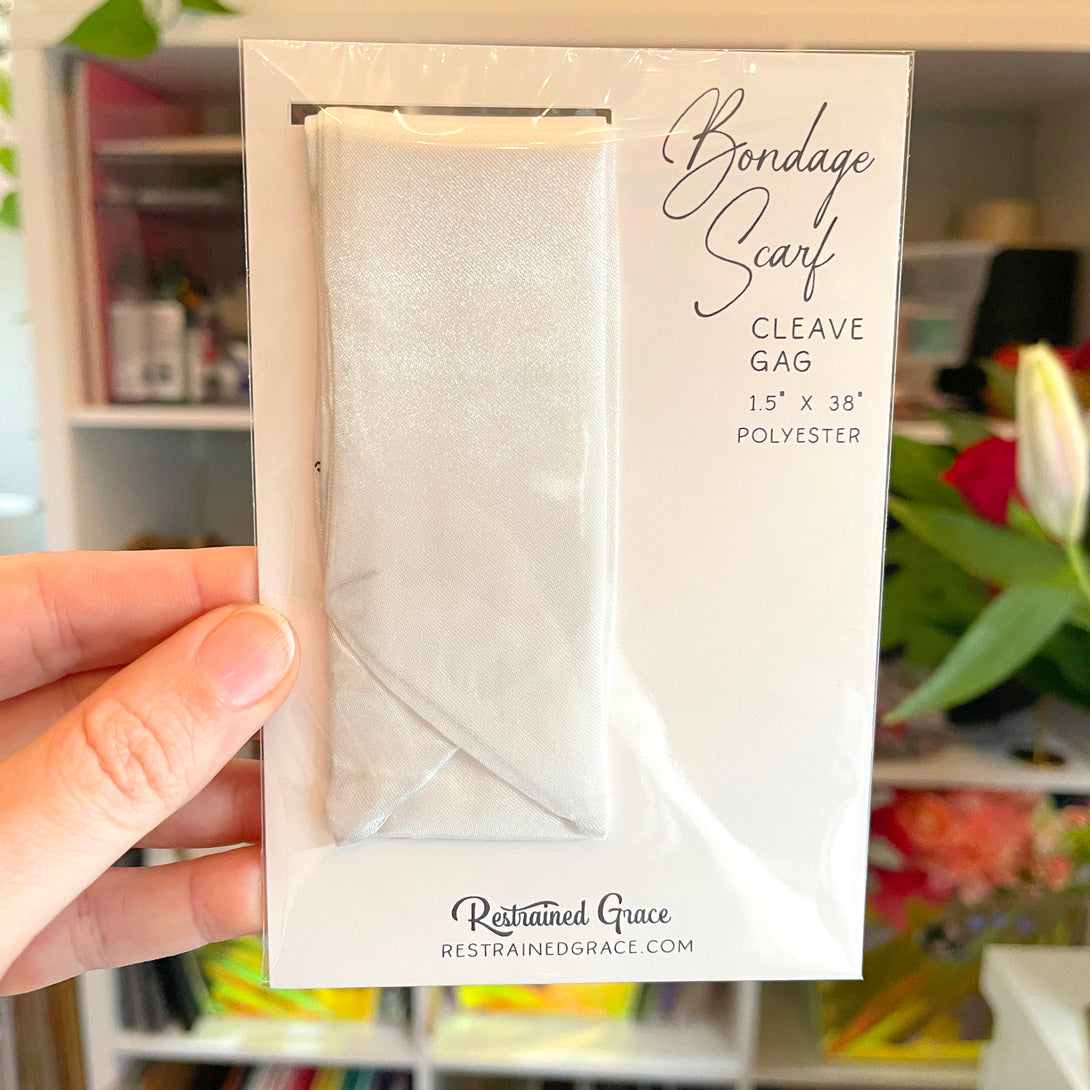 Bondage
Scarf
CLEAVE
GAG
1.5" X 38"
POLYESTER
Restrained Grace
RESTRAINEDGRACE.COM